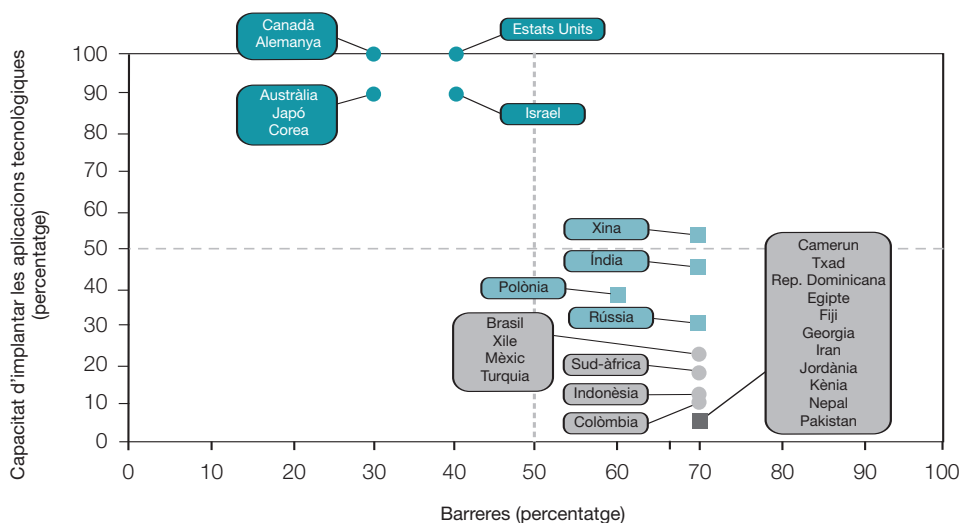 Capacitat d'implantar les aplicacions tecnològiques
(percentatge)
Canadà
Alemanya
Estats Units
Austràlia
Japó
Corea
Israel
Xina
Índia
Polònia
Rússia
Brasil
Xile
Mèxic
Turquia
Sud-àfrica
Indonèsia
Colòmbia
Camerun
Txad
Rep. Dominicana
Egipte
Fiji
Georgia
Iran
Jordània
Kènia
Nepal
Pakistan
100
90
80
70
60
50
40
30
20
10
0
0 10 20 30 40 50 60 70 80 90 100
Barreres (percentatge)